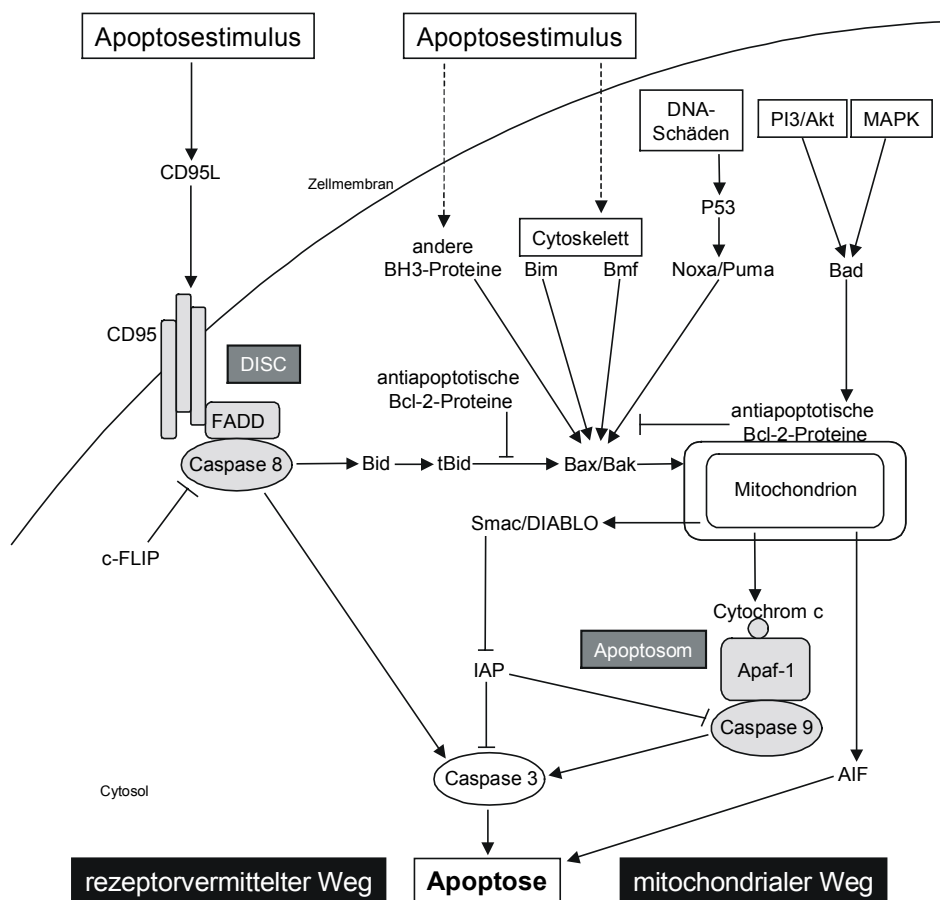 Apoptosestimulus
Apoptosestimulus
DNA-
Schäden
PI3/Akt
MAPK
CD95L
Zellmembran
P53
andere
BH3-Proteine
Cytoskelett
Bim
Bmf
Noxa/Puma
Bad
CD95
DISC
antiapoptotische
Bcl-2-Proteine
antiapoptotische
Bcl-2-Proteine
FADD
Caspase 8
Bid
tBid
Bax/Bak
Mitochondrion
Smac/DIABLO
c-FLIP
Cytochrom c
Apoptosom
IAP
Apaf-1
Caspase 9
Caspase 3
AIF
Cytosol
rezeptorvermittelter Weg
Apoptose
mitochondrialer Weg